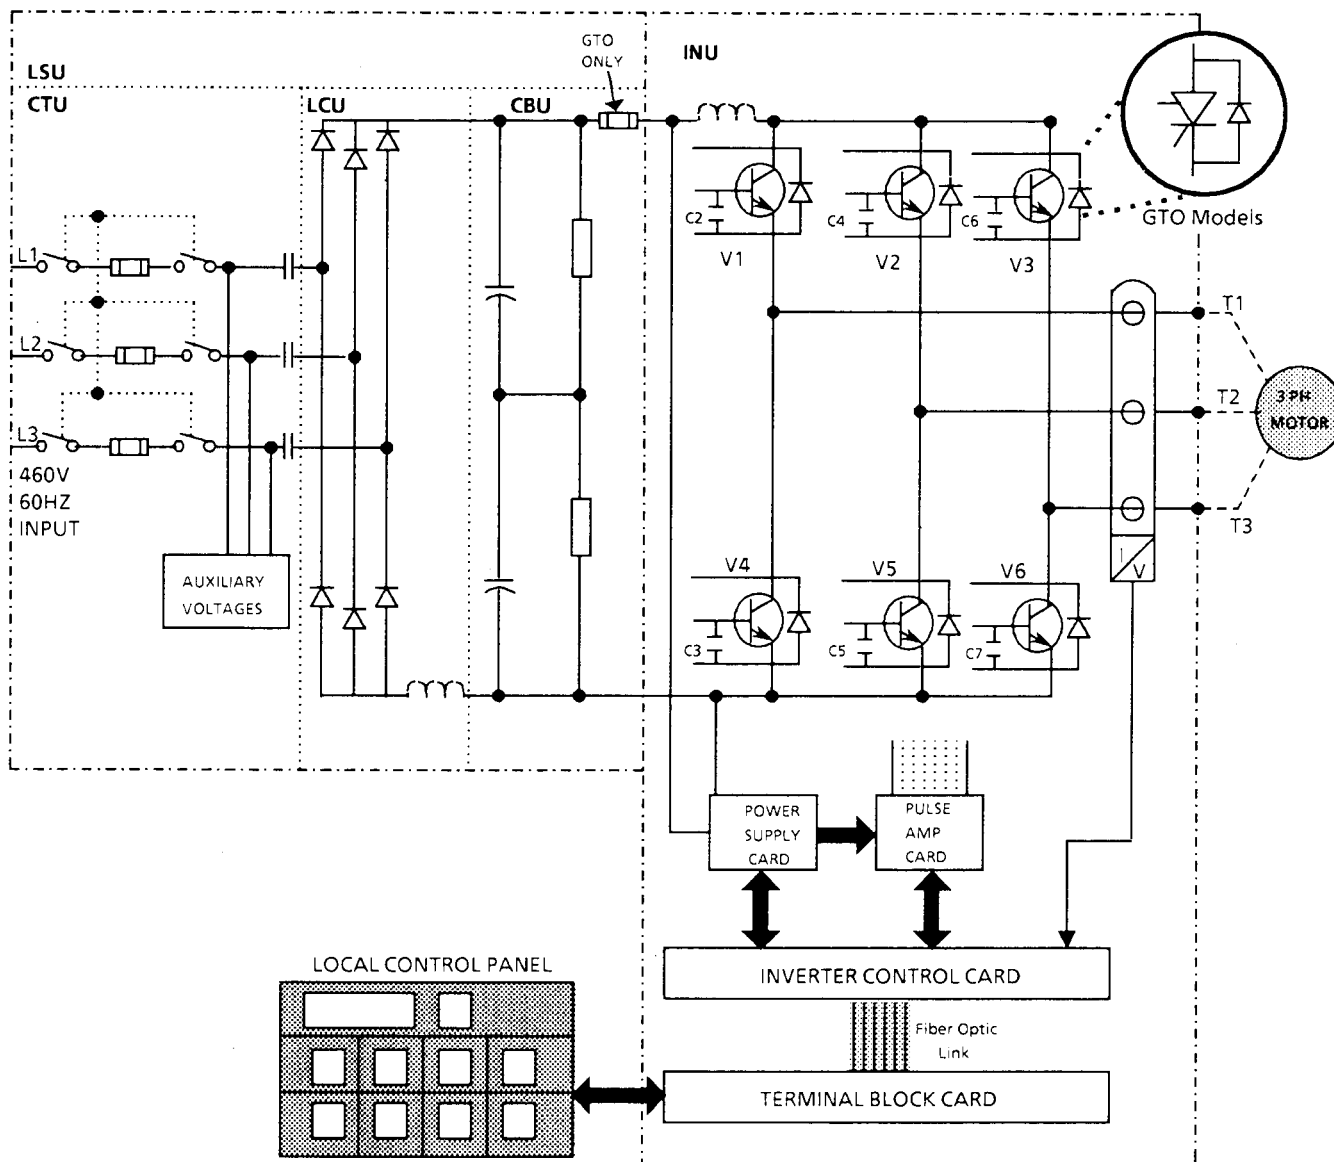 GTO
ONLY
LSU
INU
CTU
LCU
CBU
C2
C4
C6
GTO Models
V1
V2
V3
L1
T1
L2
T2
3 PH
MOTOR
L3
460V
60HZ
INPUT
T3
I
V
V4
V5
V6
AUXILIARY
VOLTAGES
C3
C5
C7
POWER
SUPPLY
CARD
PULSE
AMP
CARD
LOCAL CONTROL PANEL
INVERTER CONTROL CARD
Fiber Optic
Link
TERMINAL BLOCK CARD